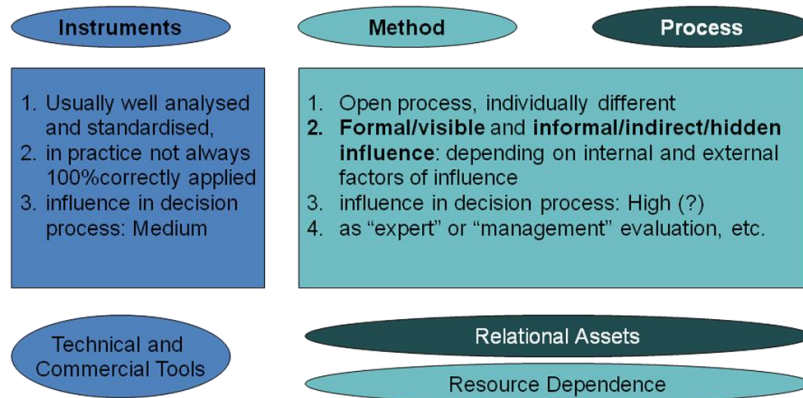 Instruments
Method
Process
1. Usually well analysed
and standardised,
2. in practice not always
100%correctly applied
3. influence in decision
process: Medium
1. Open process, individually different
2. Formal/visible and informal/indirect/hidden
influence: depending on internal and external
factors of influence
3. influence in decision process: High (?)
4. as “expert” or “management” evaluation, etc.
Technical and
Commercial Tools
Relational Assets
Resource Dependence